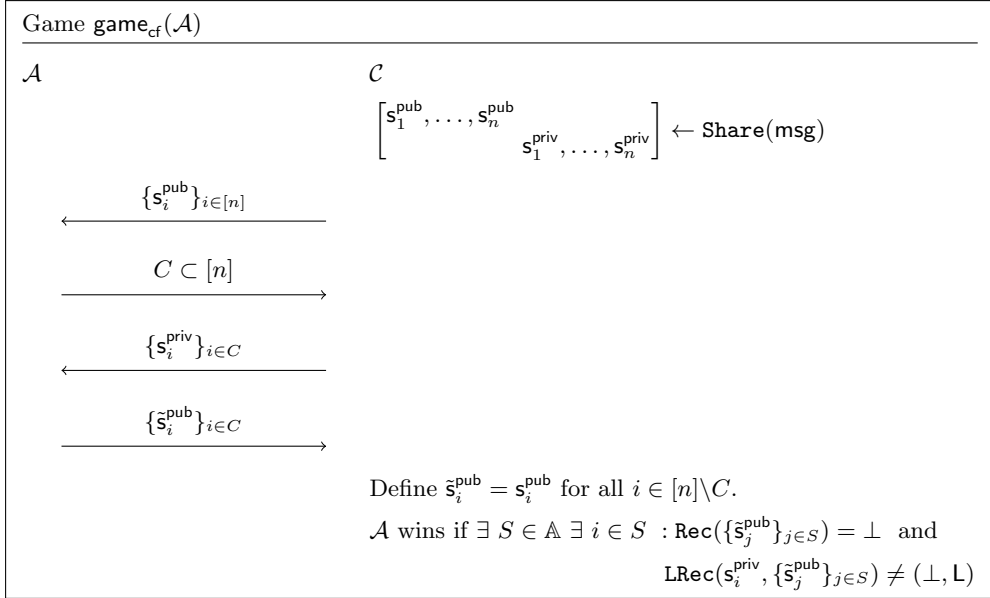 Game game_cf(𝒜)
𝒜 𝒞
[s_1^pub, . . . , s_n^pub s_1^priv, . . . , s_n^priv] ← Share(msg)
{s_i^pub}_{i∈[n]}
C ⊂ [n]
{s_i^priv}_{i∈C}
{s̃_i^pub}_{i∈C}
Define s̃_i^pub = s_i^pub for all i ∈ [n]\C.
𝒜 wins if ∃ S ∈ 𝔸 ∃ i ∈ S : Rec({s̃_j^pub}_{j∈S}) = ⊥ and
LRec(s_i^priv, {s̃_j^pub}_{j∈S}) ≠ (⊥, L)